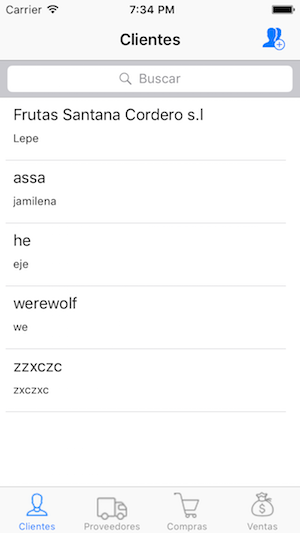 Carrier 7:34 PM
Clientes
Buscar
Frutas Santana Cordero s.l
Lepe
assa
jamilena
he
eje
werewolf
we
zzxczc
zxczxc
Clientes Proveedores Compras Ventas